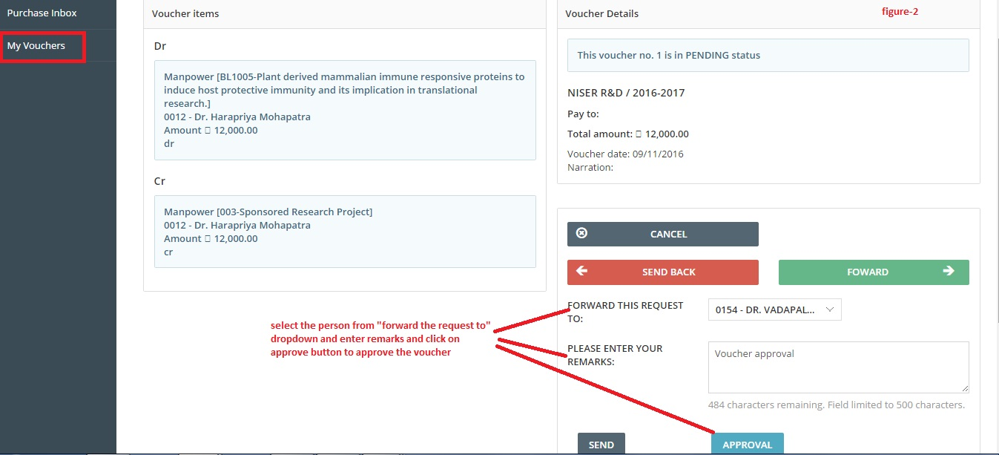 Purchase Inbox
My Vouchers
Voucher items
Dr
Manpower [BL1005-Plant derived mammalian immune responsive proteins to
induce host protective immunity and its implication in translational
research.]
0012 - Dr. Harapriya Mohapatra
Amount ▯ 12,000.00
dr
Cr
Manpower [003-Sponsored Research Project]
0012 - Dr. Harapriya Mohapatra
Amount ▯ 12,000.00
cr
Voucher Details
figure-2
This voucher no. 1 is in PENDING status
NISER R&D / 2016-2017
Pay to:
Total amount: ▯ 12,000.00
Voucher date: 09/11/2016
Narration:
CANCEL
SEND BACK
FOWARD
FORWARD THIS REQUEST
TO:
0154 - DR. VADAPAL...
select the person from "forward the request to"
dropdown and enter remarks and click on
approve button to approve the voucher
PLEASE ENTER YOUR
REMARKS:
Voucher approval
484 characters remaining. Field limited to 500 characters.
SEND
APPROVAL